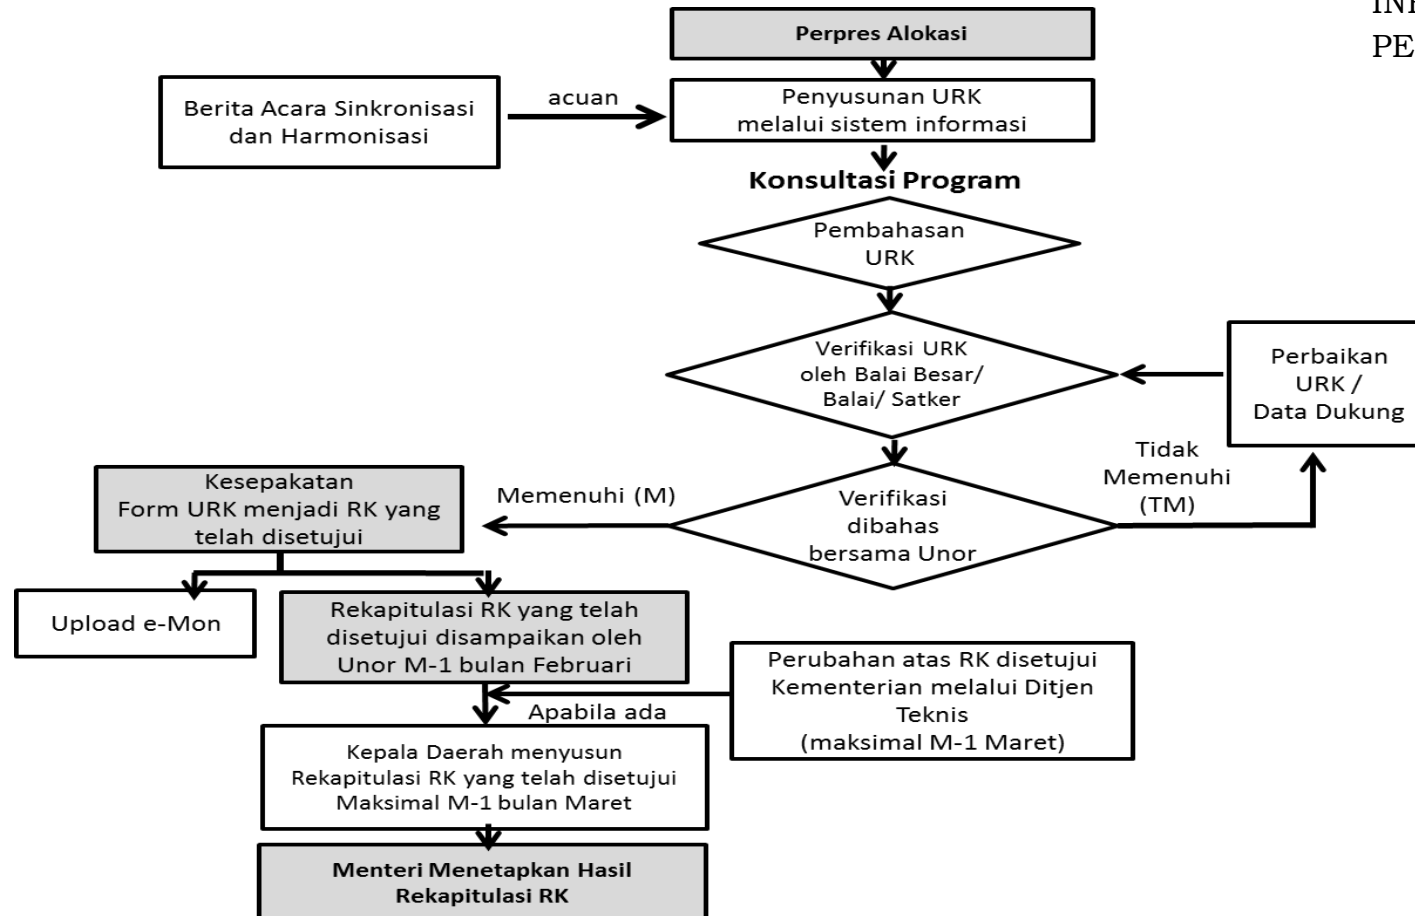 Perpres Alokasi
Berita Acara Sinkronisasi
dan Harmonisasi
acuan
Penyusunan URK
melalui sistem informasi
Konsultasi Program
Pembahasan
URK
Verifikasi URK
oleh Balai Besar/
Balai/ Satker
Perbaikan
URK /
Data Dukung
Tidak
Memenuhi
(TM)
Verifikasi
dibahas
bersama Unor
Memenuhi (M)
Kesepakatan
Form URK menjadi RK yang
telah disetujui
Upload e-Mon
Rekapitulasi RK yang telah
disetujui disampaikan oleh
Unor M-1 bulan Februari
Perubahan atas RK disetujui
Kementerian melalui Ditjen
Teknis
(maksimal M-1 Maret)
Apabila ada
Kepala Daerah menyusun
Rekapitulasi RK yang telah disetujui
Maksimal M-1 bulan Maret
Menteri Menetapkan Hasil
Rekapitulasi RK
PE